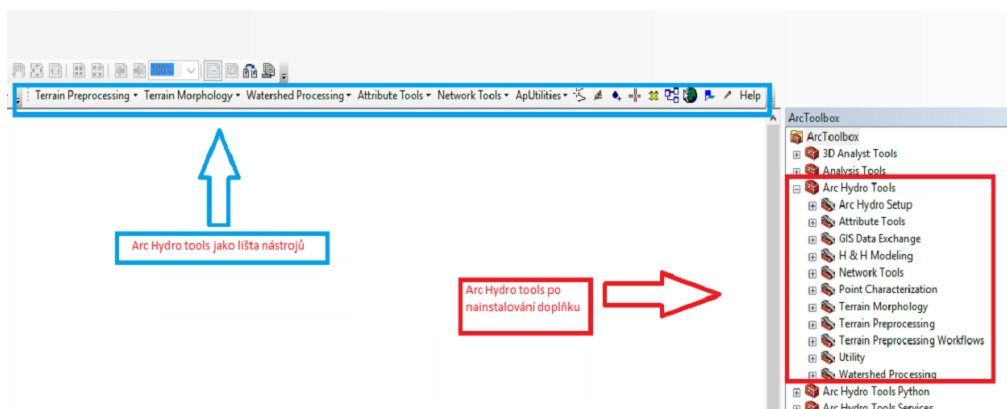 100%
Terrain Preprocessing Terrain Morphology Watershed Processing Attribute Tools Network Tools ApUtilities Help
ArcToolbox
ArcToolbox
3D Analyst Tools
Analysis Tools
Arc Hydro Tools
Arc Hydro Setup
Attribute Tools
GIS Data Exchange
H & H Modeling
Network Tools
Point Characterization
Terrain Morphology
Terrain Preprocessing
Terrain Preprocessing Workflows
Utility
Watershed Processing
Arc Hydro Tools Python
Arc Hydro Tools Services
Arc Hydro tools jako lišta nástrojů
Arc Hydro tools po
nainstalování doplňku